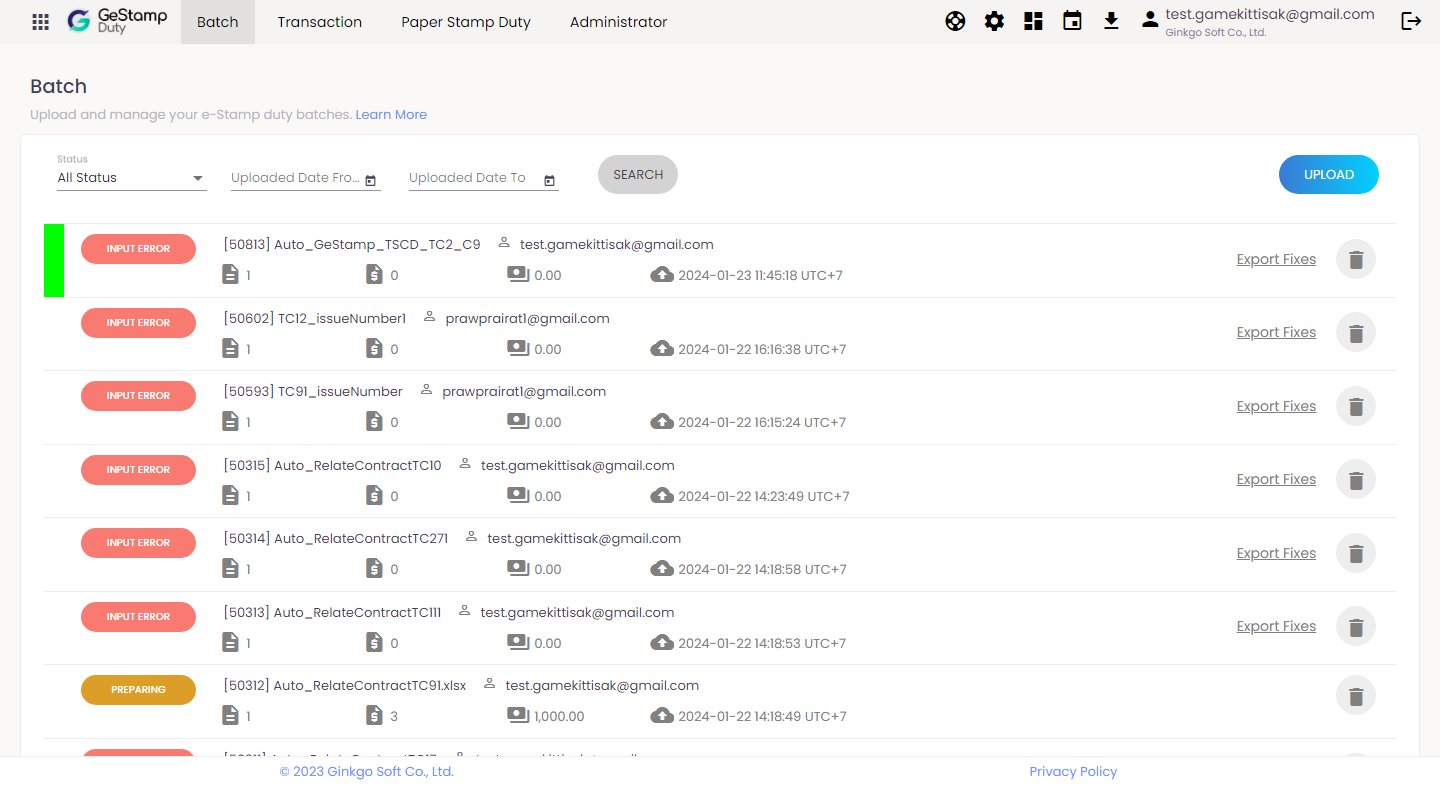 GeStamp Duty
Batch
Transaction
Paper Stamp Duty
Administrator
test.gamekittisak@gmail.com
Ginkgo Soft Co., Ltd.
Batch
Upload and manage your e-Stamp duty batches. Learn More
Status
All Status
Uploaded Date Fro...
Uploaded Date To
SEARCH
UPLOAD
INPUT ERROR
[50813] Auto_GeStamp_TSCD_TC2_C9 test.gamekittisak@gmail.com
1 0 0.00 2024-01-23 11:45:18 UTC+7
Export Fixes
INPUT ERROR
[50602] TC12_issueNumber1 prawprairat1@gmail.com
1 0 0.00 2024-01-22 16:16:38 UTC+7
Export Fixes
INPUT ERROR
[50593] TC91_issueNumber prawprairat1@gmail.com
1 0 0.00 2024-01-22 16:15:24 UTC+7
Export Fixes
INPUT ERROR
[50315] Auto_RelateContractTC10 test.gamekittisak@gmail.com
1 0 0.00 2024-01-22 14:23:49 UTC+7
Export Fixes
INPUT ERROR
[50314] Auto_RelateContractTC271 test.gamekittisak@gmail.com
1 0 0.00 2024-01-22 14:18:58 UTC+7
Export Fixes
INPUT ERROR
[50313] Auto_RelateContractTC111 test.gamekittisak@gmail.com
1 0 0.00 2024-01-22 14:18:53 UTC+7
Export Fixes
PREPARING
[50312] Auto_RelateContractTC91.xlsx test.gamekittisak@gmail.com
1 3 1,000.00 2024-01-22 14:18:49 UTC+7
© 2023 Ginkgo Soft Co., Ltd.
Privacy Policy